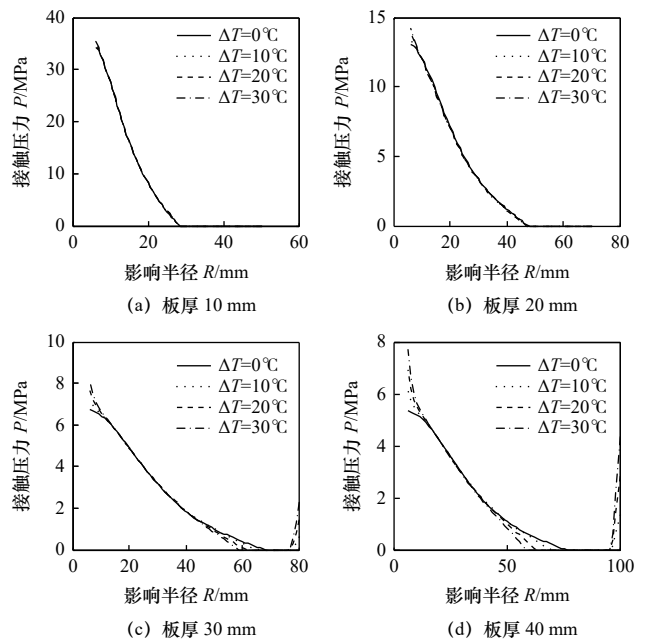 40
30
20
10
0
接触压力 P/MPa
ΔT=0℃
ΔT=10℃
ΔT=20℃
ΔT=30℃
0 20 40 60
影响半径 R/mm
(a) 板厚 10 mm
15
10
5
0
接触压力 P/MPa
ΔT=0℃
ΔT=10℃
ΔT=20℃
ΔT=30℃
0 20 40 60 80
影响半径 R/mm
(b) 板厚 20 mm
10
8
6
4
2
0
接触压力 P/MPa
ΔT=0℃
ΔT=10℃
ΔT=20℃
ΔT=30℃
0 20 40 60 80
影响半径 R/mm
(c) 板厚 30 mm
8
6
4
2
0
接触压力 P/MPa
ΔT=0℃
ΔT=10℃
ΔT=20℃
ΔT=30℃
0 50 100
影响半径 R/mm
(d) 板厚 40 mm